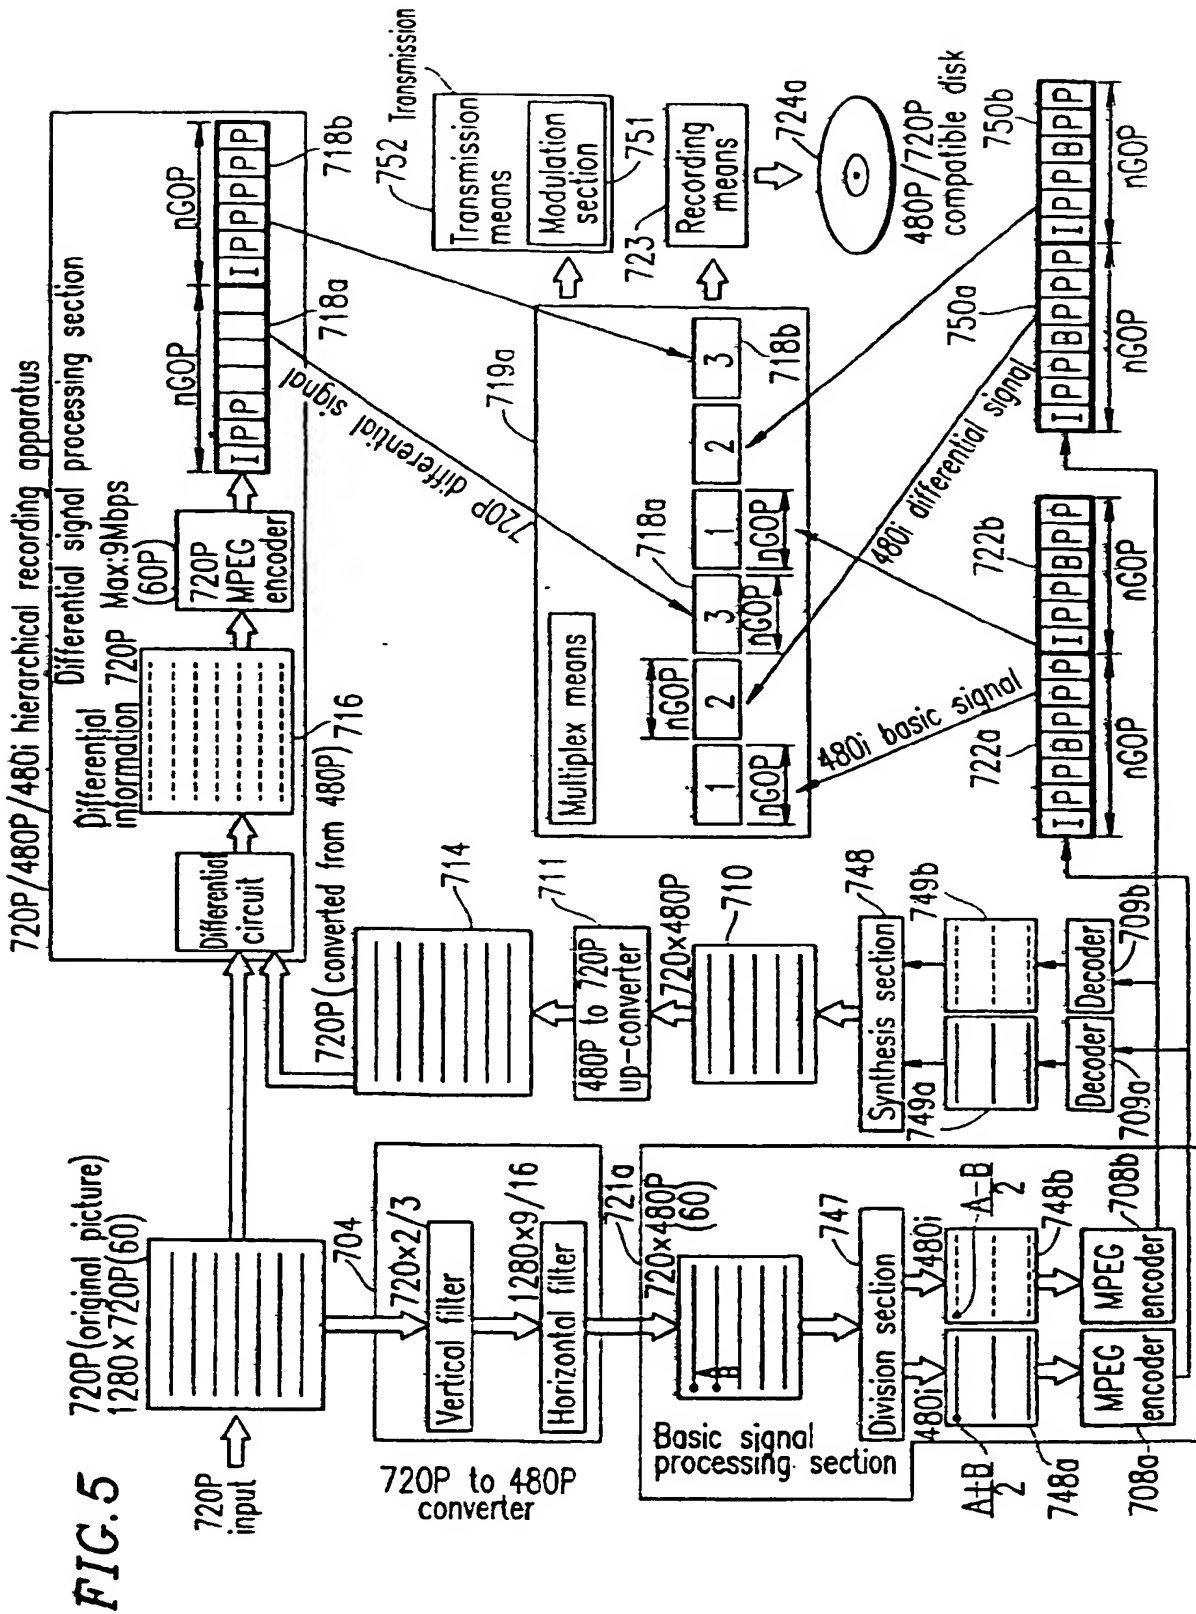 FIG. 5
720P/480P/480i hierarchical recording apparatus
Differential signal processing section
720P(original picture)
1280×720P(60)
720P
input
Differential
circuit
Differential
information
720P
716
Max:9Mbps
(60P)
720P
MPEG
encoder
nGOP
nGOP
I P P
I P P P P P
718a
718b
704
720×2/3
Vertical filter
1280×9/16
Horizontal filter
720P to 480P
converter
720P(converted from 480P)
714
711
480P to 720P
up-converter
720×480P
710
748
Synthesis section
749a
749b
Decoder
Decoder
709a
709b
721a
720×480P
(60)
A
B
747
Division section
480i
480i
A+B
2
A-B
2
748a
748b
MPEG
encoder
MPEG
encoder
708a
708b
Basic signal
processing section
719a
Multiplex means
1
2
3
1
2
3
nGOP
nGOP
nGOP
nGOP
718a
718b
720P differential signal
480i differential signal
480i basic signal
752
Transmission
Transmission
means
Modulation
section
751
723
Recording
means
724a
480P/720P
compatible disk
722a
722b
I P P B P P P I P P P B P P
nGOP
nGOP
750a
750b
I P P B P P P I P P P B P P
nGOP
nGOP